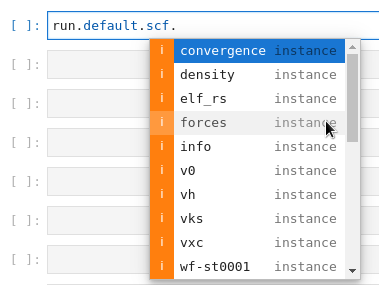 [ ]: run.default.scf.
[ ]: i convergence instance
[ ]: i density instance
i elf_rs instance
[ ]: i forces instance
[ ]: i info instance
i v0 instance
[ ]: i vh instance
[ ]: i vks instance
i vxc instance
[ ]: i wf-st0001 instance